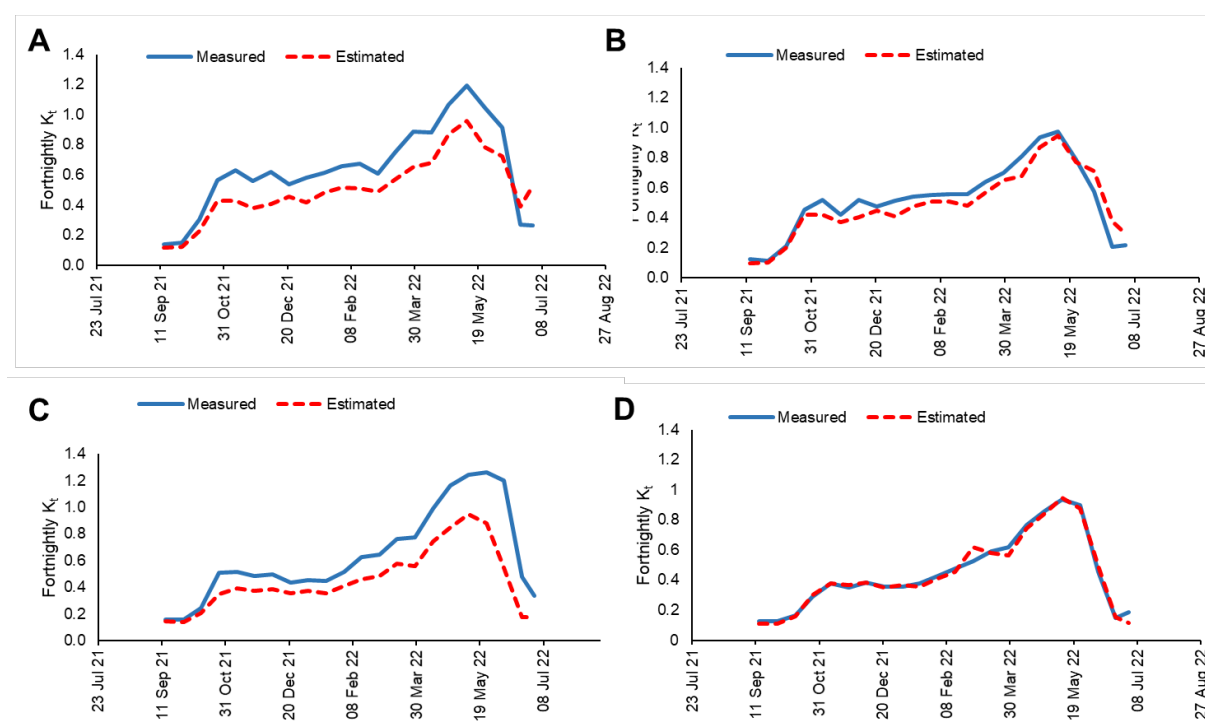 A
Measured
Estimated
Fortnightly Kt
1.4
1.2
1.0
0.8
0.6
0.4
0.2
0.0
23 Jul 21
11 Sep 21
31 Oct 21
20 Dec 21
08 Feb 22
30 Mar 22
19 May 22
08 Jul 22
27 Aug 22
B
Measured
Estimated
Fortnightly Kt
1.4
1.2
1.0
0.8
0.6
0.4
0.2
0.0
23 Jul 21
11 Sep 21
31 Oct 21
20 Dec 21
08 Feb 22
30 Mar 22
19 May 22
08 Jul 22
27 Aug 22
C
Measured
Estimated
Fortnightly Kt
1.4
1.2
1.0
0.8
0.6
0.4
0.2
0.0
23 Jul 21
11 Sep 21
31 Oct 21
20 Dec 21
08 Feb 22
30 Mar 22
19 May 22
08 Jul 22
D
Measured
Estimated
Fortnightly Kt
1.4
1.2
1
0.8
0.6
0.4
0.2
0
23 Jul 21
11 Sep 21
31 Oct 21
20 Dec 21
08 Feb 22
30 Mar 22
19 May 22
08 Jul 22
27 Aug 22